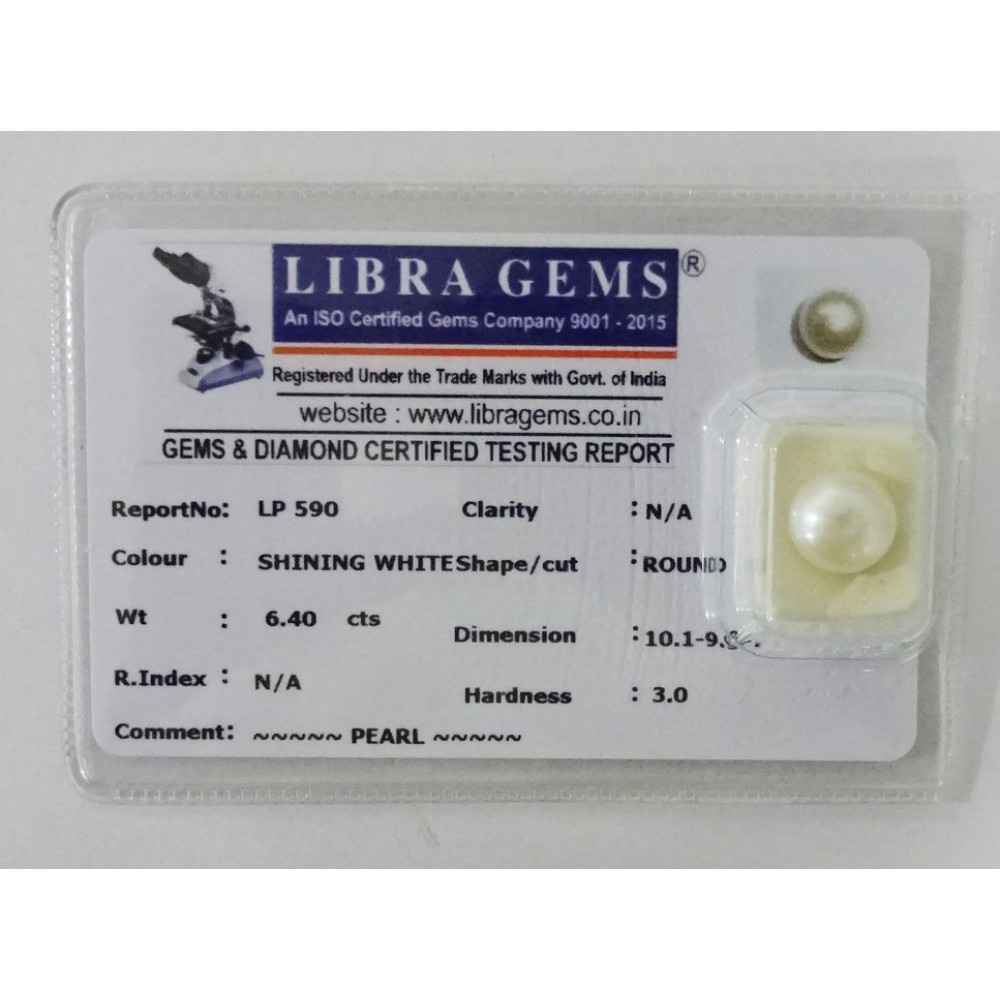 LIBRA GEMS ®
An ISO Certified Gems Company 9001 - 2015
Registered Under the Trade Marks with Govt. of India
website : www.libragems.co.in
GEMS & DIAMOND CERTIFIED TESTING REPORT
ReportNo: LP 590 Clarity : N/A
Colour : SHINING WHITE Shape/cut : ROUND
Wt : 6.40 cts Dimension : 10.1-9.
R.Index : N/A Hardness : 3.0
Comment: ~~~~~ PEARL ~~~~~